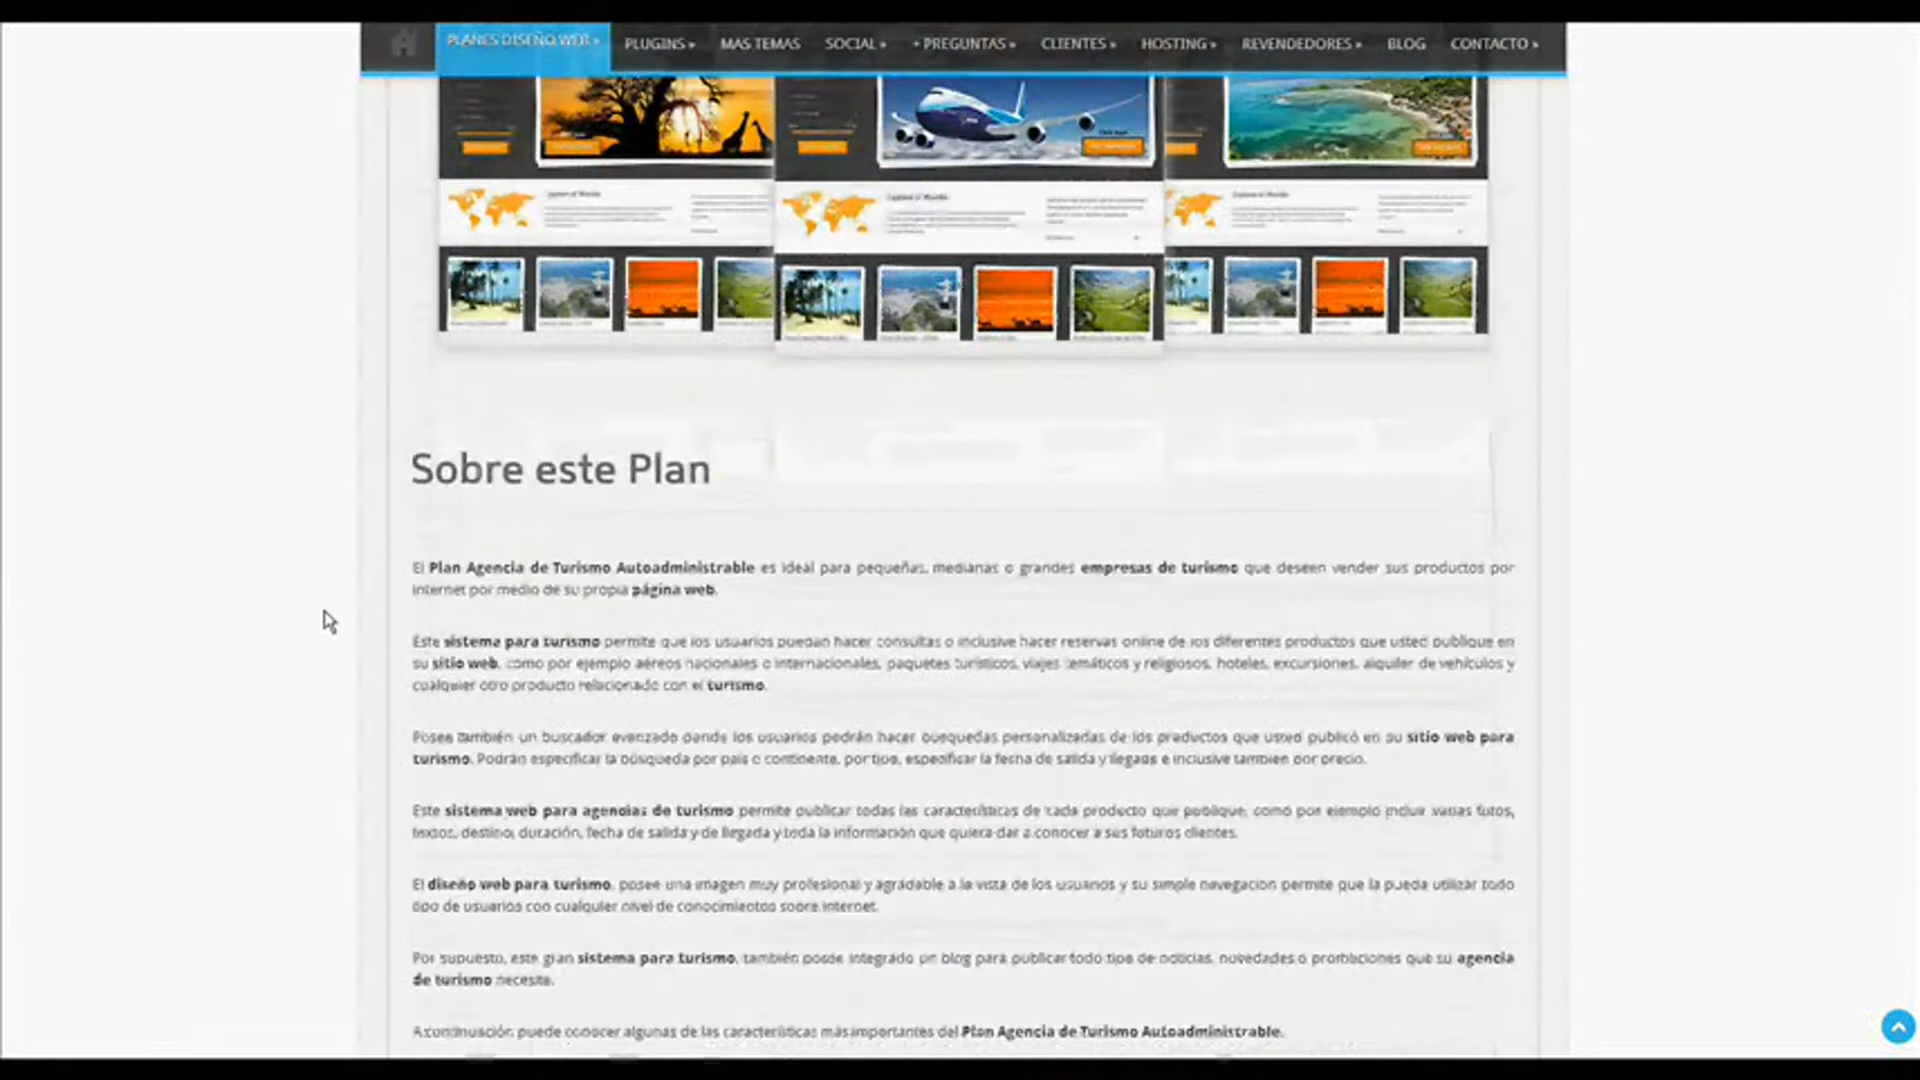 PLANES DISEÑO WEB »
PLUGINS »
MAS TEMAS
SOCIAL »
+ PREGUNTAS »
CLIENTES »
HOSTING »
REVENDEDORES »
BLOG
CONTACTO »
Sobre este Plan
El Plan Agencia de Turismo Autoadministrable es ideal para pequeñas, medianas o grandes empresas de turismo que deseen vender sus productos por
internet por medio de su propia página web.
Este sistema para turismo permite que los usuarios puedan hacer consultas o inclusive hacer reservas online de los diferentes productos que usted publique en
su sitio web, como por ejemplo aéreos nacionales o internacionales, paquetes turísticos, viajes temáticos y religiosos, hoteles, excursiones, alquiler de vehículos y
cualquier otro producto relacionado con el turismo.
Posee también un buscador avanzado donde los usuarios podrán hacer búsquedas personalizadas de los productos que usted publicó en su sitio web para
turismo. Podrán especificar la búsqueda por país o continente, por tipo, especificar la fecha de salida y llegada e inclusive también por precio.
Este sistema web para agencias de turismo permite publicar todas las características de cada producto que publique, como por ejemplo incluir varias fotos,
textos, destino, duración, fecha de salida y de llegada y toda la información que quiera dar a conocer a sus futuros clientes.
El diseño web para turismo, posee una imagen muy profesional y agradable a la vista de los usuarios y su simple navegación permite que la pueda utilizar todo
tipo de usuarios con cualquier nivel de conocimientos sobre internet.
Por supuesto, este gran sistema para turismo, también posee integrado un blog para publicar todo tipo de noticias, novedades o promociones que su agencia
de turismo necesite.
A continuación, puede conocer algunas de las características más importantes del Plan Agencia de Turismo Autoadministrable.